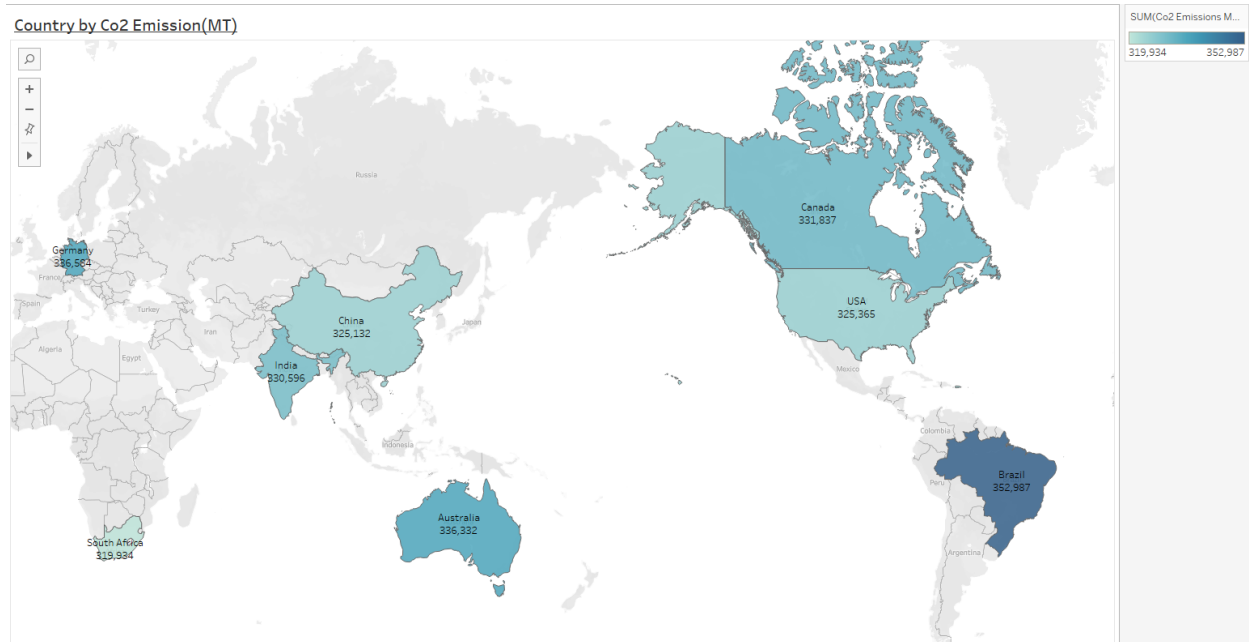 Country by Co2 Emission(MT)
SUM(Co2 Emissions M...
319,934 352,987
Russia
Canada
331,837
Germany
336,584
France
Spain
Turkey
Iran
Algeria
Egypt
China
325,132
Japan
India
330,596
USA
325,365
Mexico
Indonesia
Colombia
Peru
Brazil
352,987
Australia
336,332
South Africa
319,934
Argentina